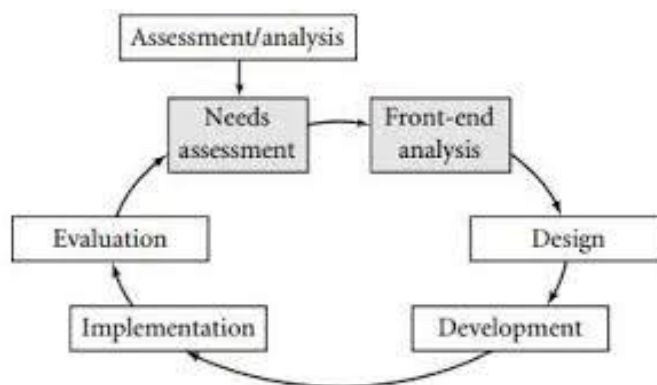 Assessment/analysis
Needs
assessment
Front-end
analysis
Evaluation
Design
Implementation
Development